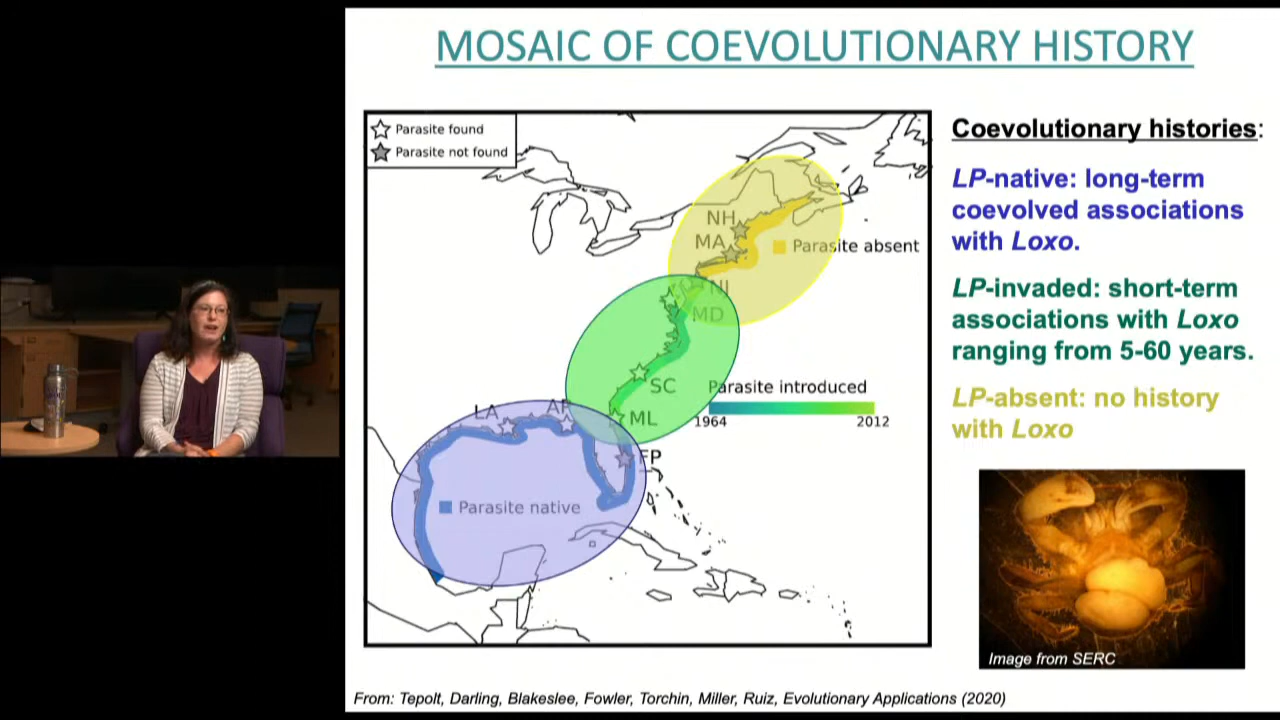 MOSAIC OF COEVOLUTIONARY HISTORY
Parasite found
Parasite not found
NH
MA
Parasite absent
NJ
MD
SC
ML
Parasite introduced
1964
2012
LA
AP
FP
Parasite native
Coevolutionary histories:
LP-native: long-term
coevolved associations
with Loxo.
LP-invaded: short-term
associations with Loxo
ranging from 5-60 years.
LP-absent: no history
with Loxo
Image from SERC
From: Tepolt, Darling, Blakeslee, Fowler, Torchin, Miller, Ruiz, Evolutionary Applications (2020)